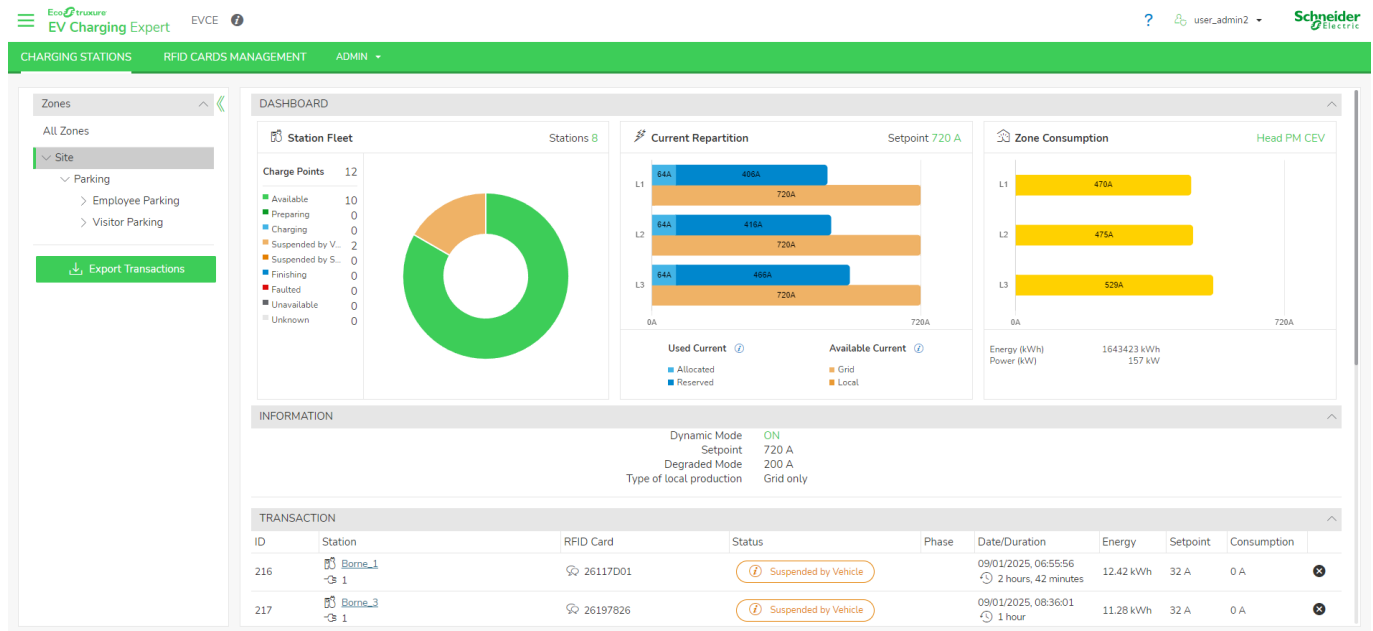 EcoStruxure
EV Charging Expert
EVCE
?
user_admin2
Schneider
Electric
CHARGING STATIONS
RFID CARDS MANAGEMENT
ADMIN
Zones
All Zones
Site
Parking
Employee Parking
Visitor Parking
Export Transactions
DASHBOARD
Station Fleet
Stations 8
Charge Points 12
Available 10
Preparing 0
Charging 0
Suspended by V... 2
Suspended by S... 0
Finishing 0
Faulted 0
Unavailable 0
Unknown 0
Current Repartition
Setpoint 720 A
L1
64A 406A
720A
L2
64A 416A
720A
L3
64A 466A
720A
0A 720A
Used Current
Available Current
Allocated
Reserved
Grid
Local
Zone Consumption
Head PM CEV
L1 470A
L2 475A
L3 529A
0A 720A
Energy (kWh) 1643423 kWh
Power (kW) 157 kW
INFORMATION
Dynamic Mode ON
Setpoint 720 A
Degraded Mode 200 A
Type of local production Grid only
TRANSACTION
ID Station RFID Card Status Phase Date/Duration Energy Setpoint Consumption
216 Borne_1 1 26117D01 Suspended by Vehicle 09/01/2025, 06:55:56 2 hours, 42 minutes 12.42 kWh 32 A 0 A
217 Borne_3 1 26197826 Suspended by Vehicle 09/01/2025, 08:36:01 1 hour 11.28 kWh 32 A 0 A